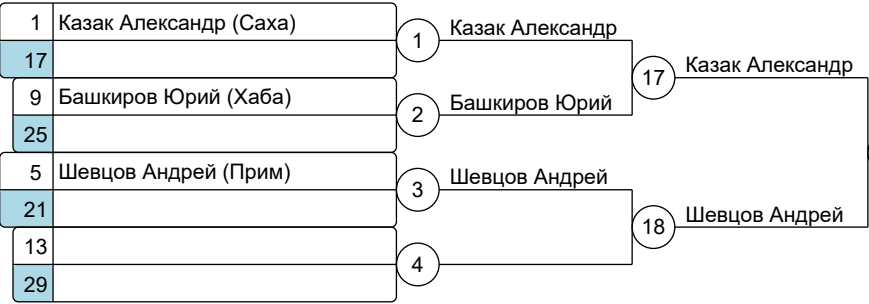 1 Казак Александр (Саха)
17
1 Казак Александр
9 Башкиров Юрий (Хаба)
25
2 Башкиров Юрий
17 Казак Александр
5 Шевцов Андрей (Прим)
21
3 Шевцов Андрей
13
29
4
18 Шевцов Андрей